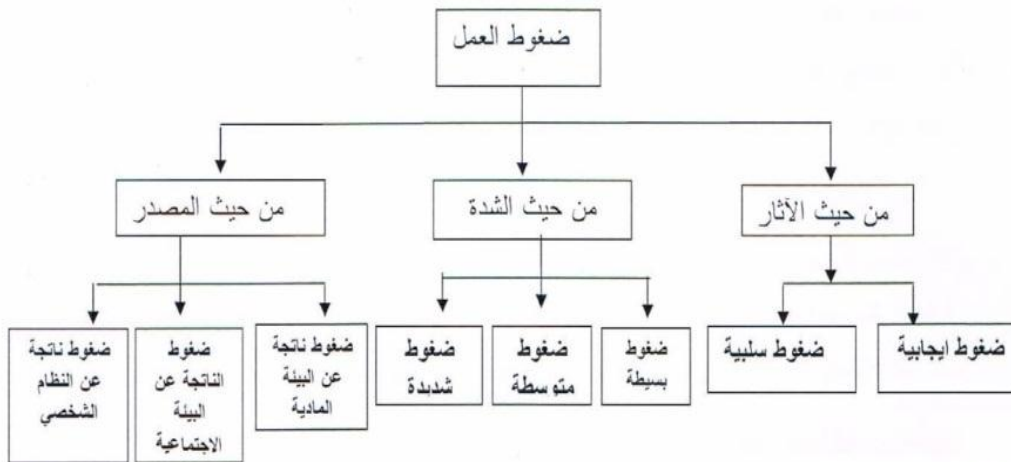 ضغوط العمل
من حيث الآثار
من حيث الشدة
من حيث المصدر
ضغوط ايجابية
ضغوط سلبية
ضغوط
بسيطة
ضغوط
متوسطة
ضغوط
شدبدة
ضغوط ناتجة
عن البيئة
المادية
ضغوط
الناتجة عن
البيئة
الاجتماعية
ضغوط ناتجة
عن النظام
الشخصي